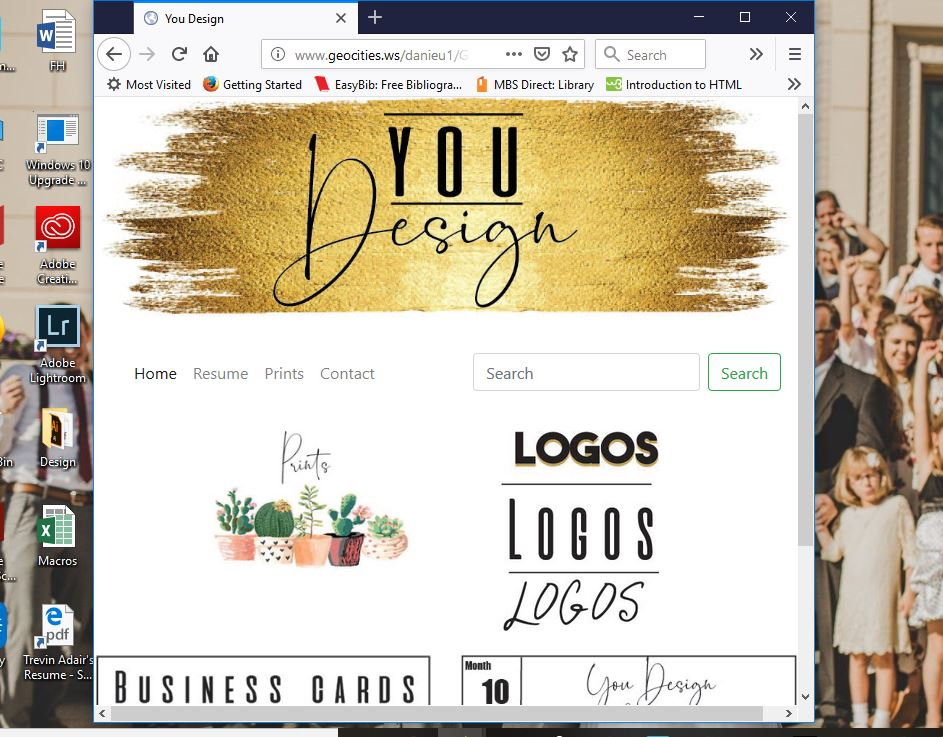 You Design
www.geocities.ws/danieu1/G
Search
Most Visited
Getting Started
EasyBib: Free Bibliogra...
MBS Direct: Library
Introduction to HTML
YOU
Design
Home Resume Prints Contact
Search
Search
Prints
LOGOS
LOGOS
LOGOS
BUSINESS CARDS
Month
10
You Design
FH
Windows 10
Upgrade ...
Adobe
Creati...
Lr
Adobe
Lightroom
Design
Macros
pdf
Trevin Adair's
Resume - S...